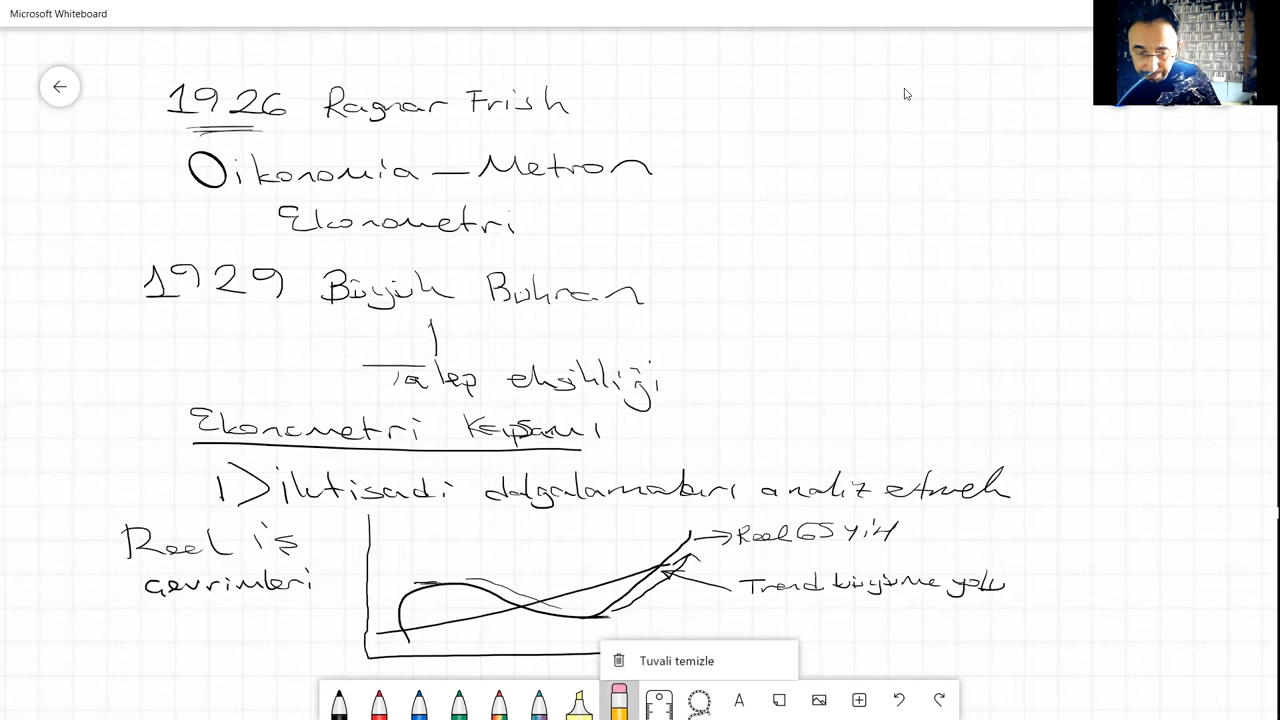 Microsoft Whiteboard
1926 Ragnar Frish
Oikonomia - Metron
Ekonometri
1929 Büyük Buhran
Talep eksikliği
Ekonometri Kapsamı
1) İktisadi dalgalanmaları analiz etmek
Reel iş
çevrimleri
Reel GSYİH
Trend büyüme yolu
Tuvali temizle
A